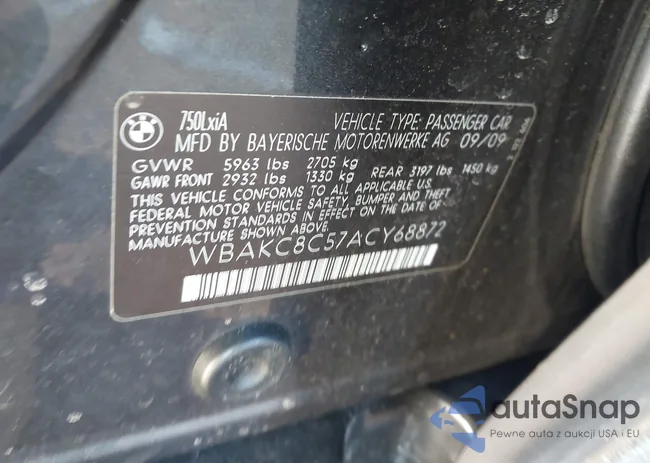 750LxiA
VEHICLE TYPE: PASSENGER CAR
MFD BY BAYERISCHE MOTORENWERKE AG 09/09
GVWR 5963 lbs 2705 kg
GAWR FRONT 2932 lbs 1330 kg REAR 3197 lbs 1450 kg
THIS VEHICLE CONFORMS TO ALL APPLICABLE U.S.
FEDERAL MOTOR VEHICLE SAFETY, BUMPER AND THEFT
PREVENTION STANDARDS IN EFFECT ON THE DATE OF
MANUFACTURE SHOWN ABOVE.
WBAKC8C57ACY68872
autaSnap
Pewne auta z aukcji USA i EU